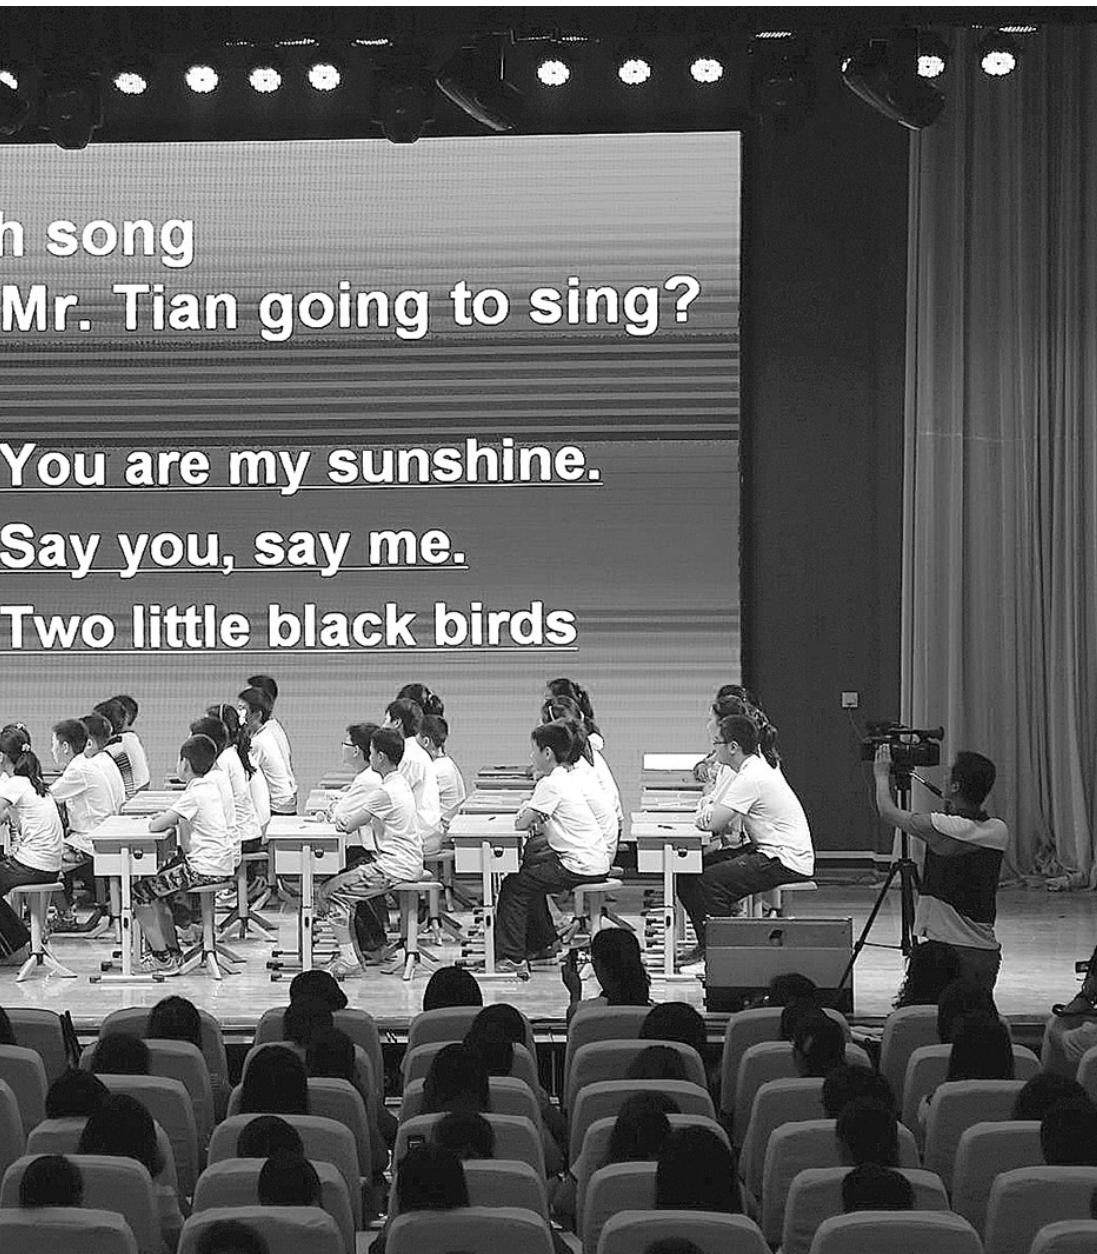 h song
Mr. Tian going to sing?
You are my sunshine.
Say you, say me.
Two little black birds